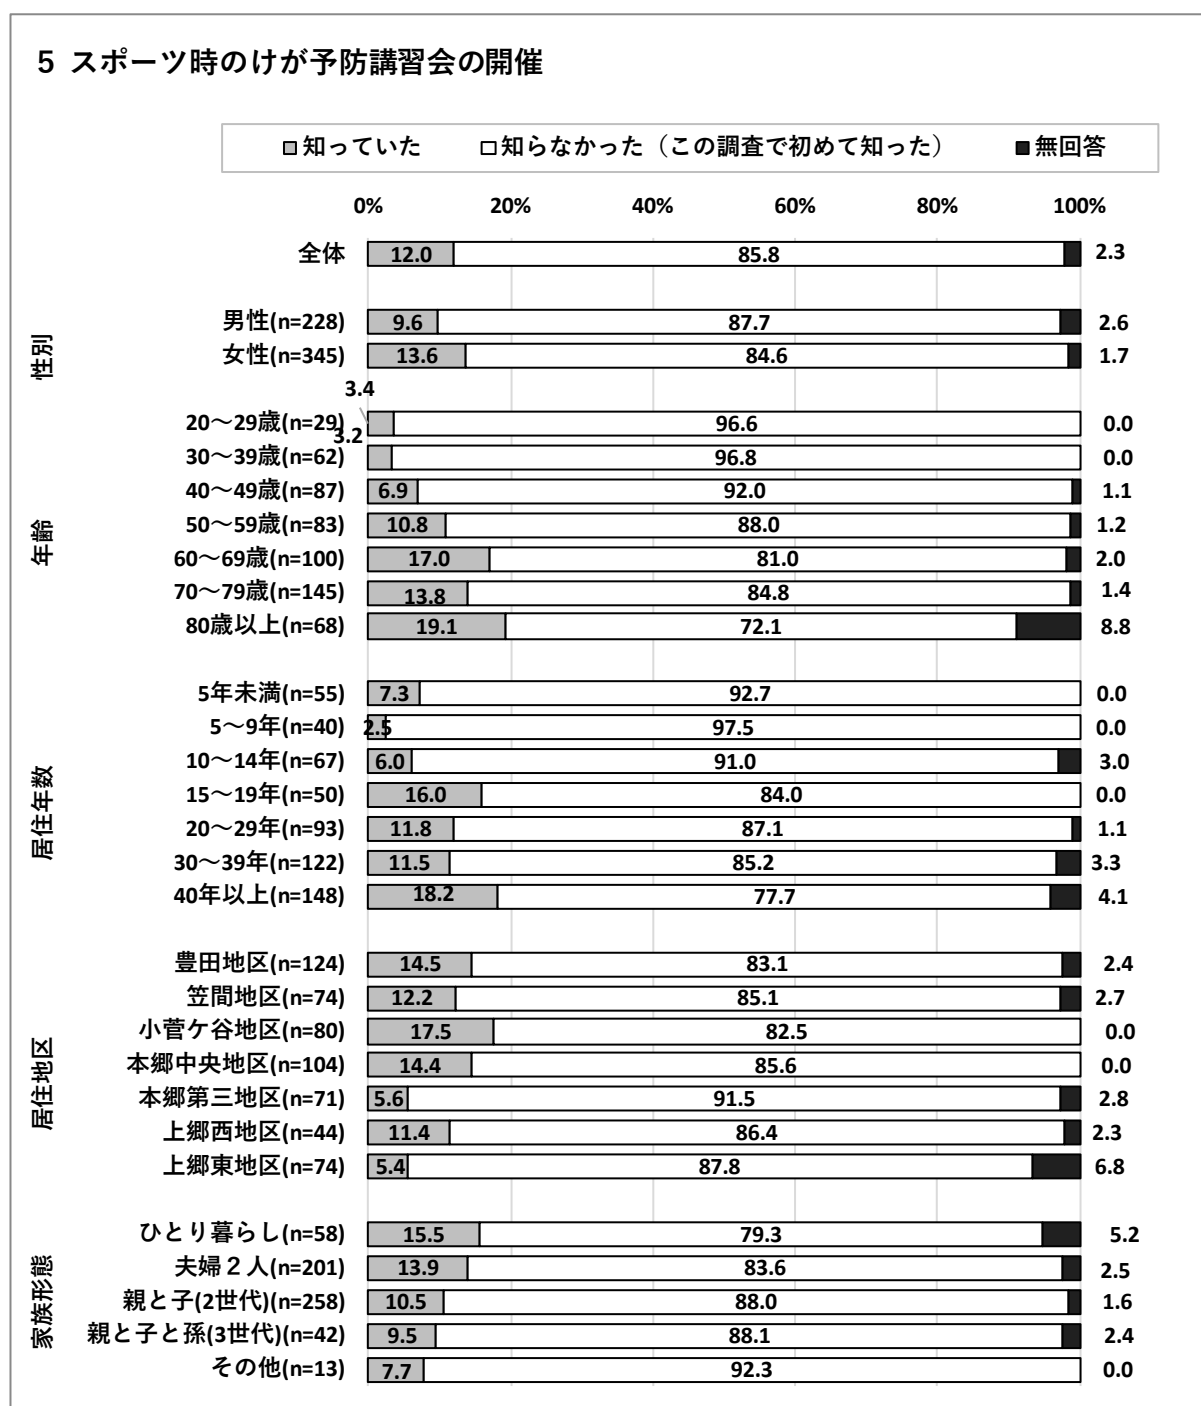 5 スポーツ時のけが予防講習会の開催
知っていた 知らなかった（この調査で初めて知った） 無回答
0% 20% 40% 60% 80% 100%
全体 12.0 85.8 2.3
性別
男性(n=228) 9.6 87.7 2.6
女性(n=345) 13.6 84.6 1.7
年齢
20～29歳(n=29) 3.4 96.6 0.0
30～39歳(n=62) 3.2 96.8 0.0
40～49歳(n=87) 6.9 92.0 1.1
50～59歳(n=83) 10.8 88.0 1.2
60～69歳(n=100) 17.0 81.0 2.0
70～79歳(n=145) 13.8 84.8 1.4
80歳以上(n=68) 19.1 72.1 8.8
居住年数
5年未満(n=55) 7.3 92.7 0.0
5～9年(n=40) 2.5 97.5 0.0
10～14年(n=67) 6.0 91.0 3.0
15～19年(n=50) 16.0 84.0 0.0
20～29年(n=93) 11.8 87.1 1.1
30～39年(n=122) 11.5 85.2 3.3
40年以上(n=148) 18.2 77.7 4.1
居住地区
豊田地区(n=124) 14.5 83.1 2.4
笠間地区(n=74) 12.2 85.1 2.7
小菅ケ谷地区(n=80) 17.5 82.5 0.0
本郷中央地区(n=104) 14.4 85.6 0.0
本郷第三地区(n=71) 5.6 91.5 2.8
上郷西地区(n=44) 11.4 86.4 2.3
上郷東地区(n=74) 5.4 87.8 6.8
家族形態
ひとり暮らし(n=58) 15.5 79.3 5.2
夫婦２人(n=201) 13.9 83.6 2.5
親と子(2世代)(n=258) 10.5 88.0 1.6
親と子と孫(3世代)(n=42) 9.5 88.1 2.4
その他(n=13) 7.7 92.3 0.0